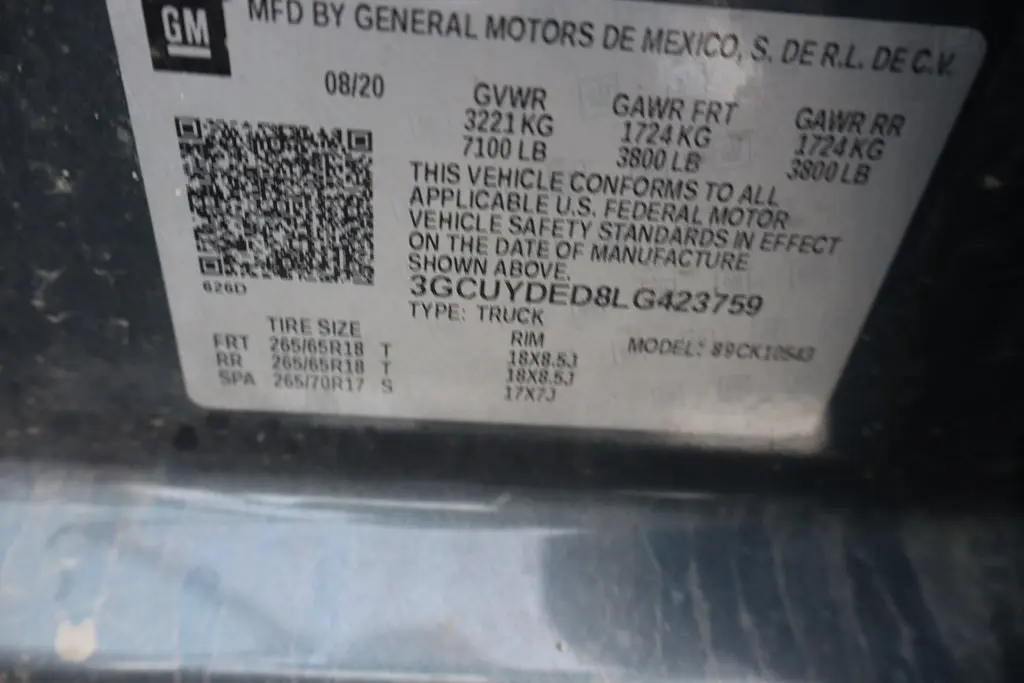 GM
MFD BY GENERAL MOTORS DE MEXICO, S. DE R.L. DE C.V.
08/20
GVWR GAWR FRT GAWR RR
3221 KG 1724 KG 1724 KG
7100 LB 3800 LB 3800 LB
THIS VEHICLE CONFORMS TO ALL
APPLICABLE U.S. FEDERAL MOTOR
VEHICLE SAFETY STANDARDS IN EFFECT
ON THE DATE OF MANUFACTURE
SHOWN ABOVE.
626D
3GCUYDED8LG423759
TYPE: TRUCK
TIRE SIZE RIM MODEL: 89CK10543
FRT 265/65R18 T 18X8.5J
RR 265/65R18 T 18X8.5J
SPA 265/70R17 S 17X7J